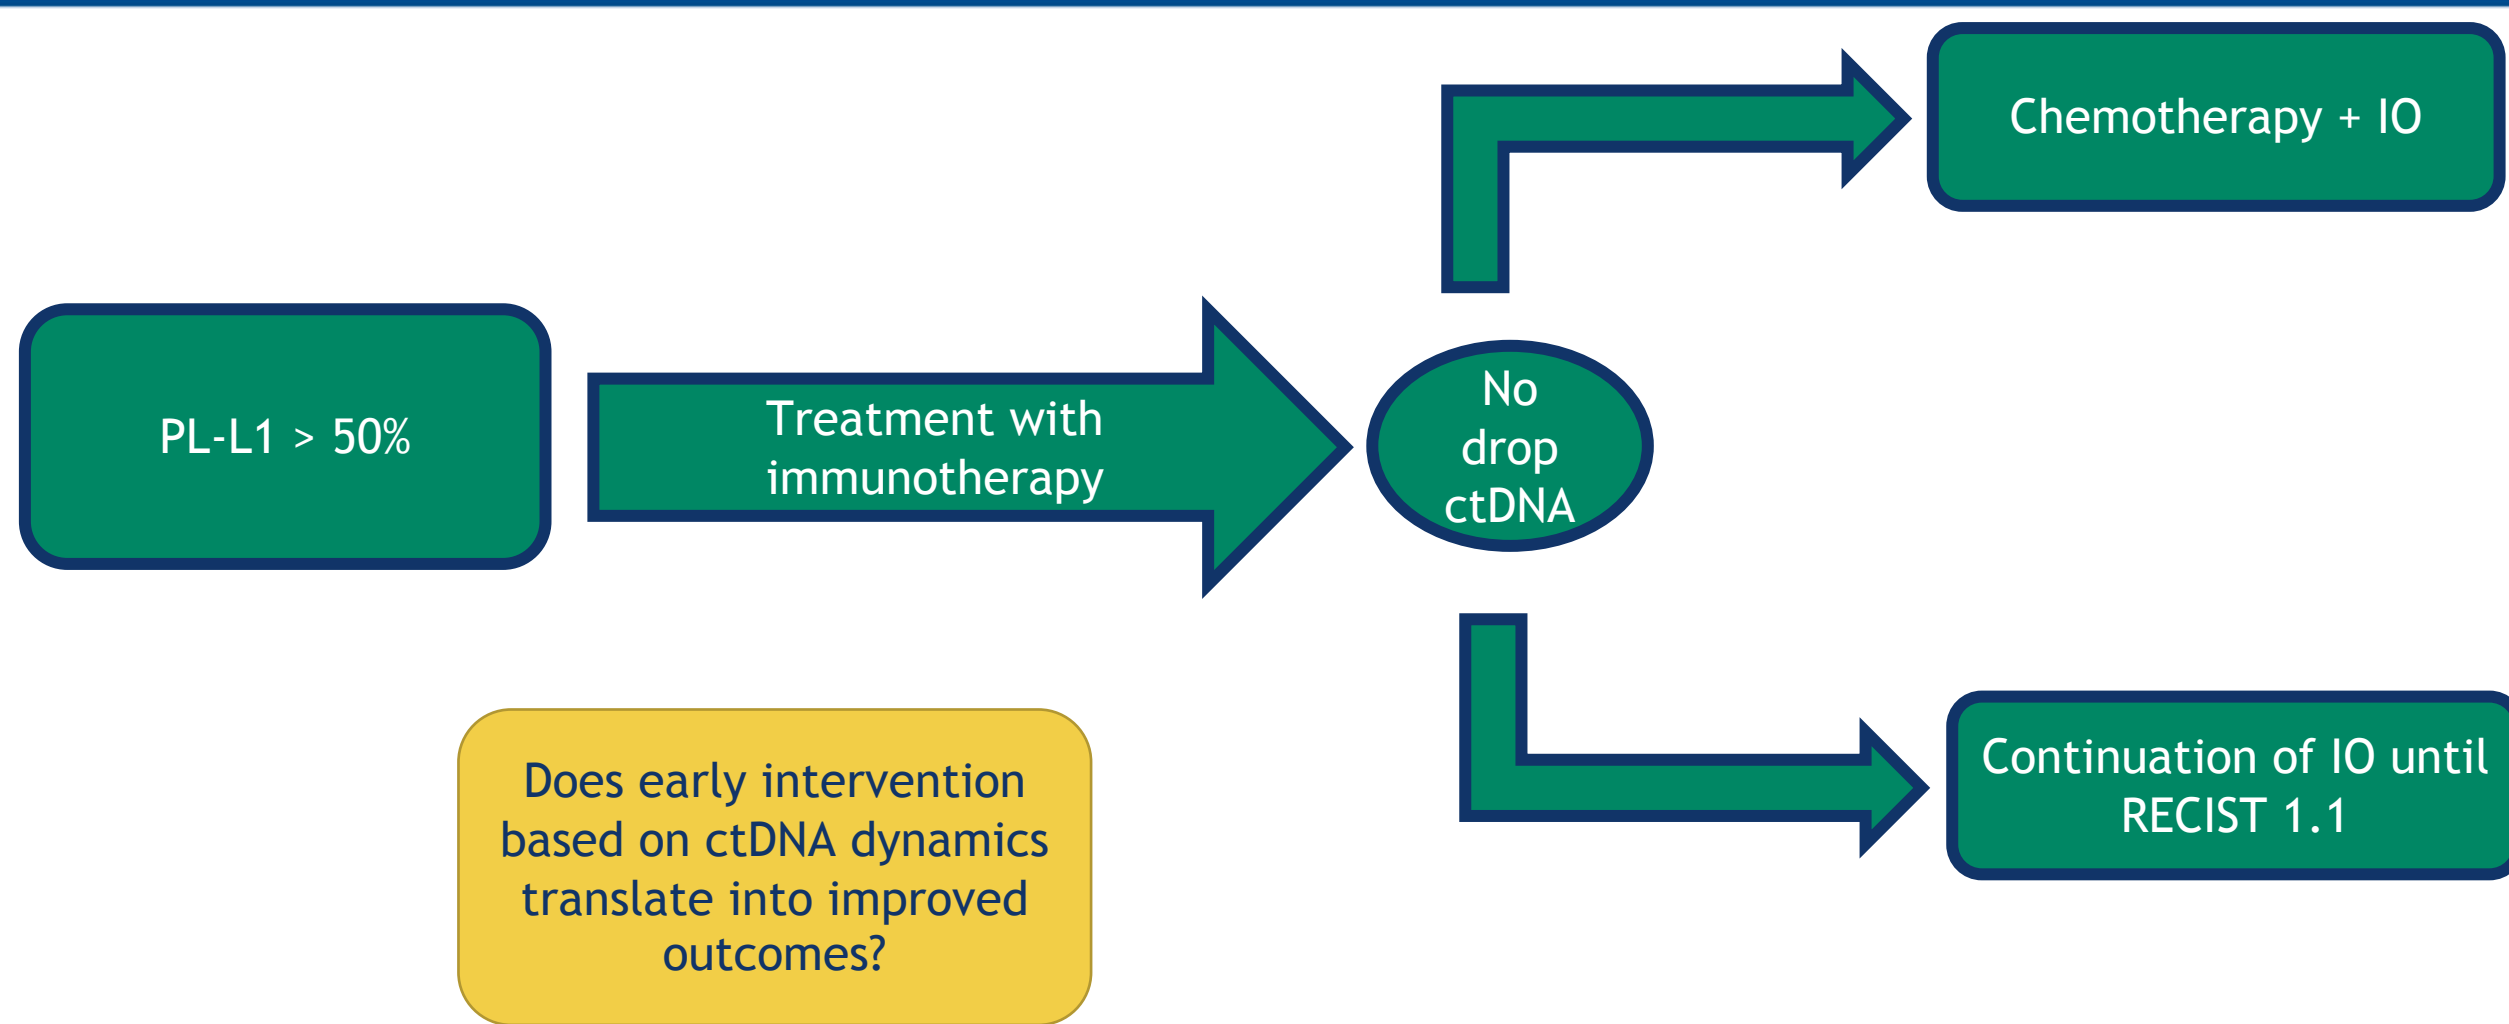 Chemotherapy + IO
PL-L1 > 50%
Treatment with
immunotherapy
No
drop
ctDNA
Does early intervention
based on ctDNA dynamics
translate into improved
outcomes?
Continuation of IO until
RECIST 1.1